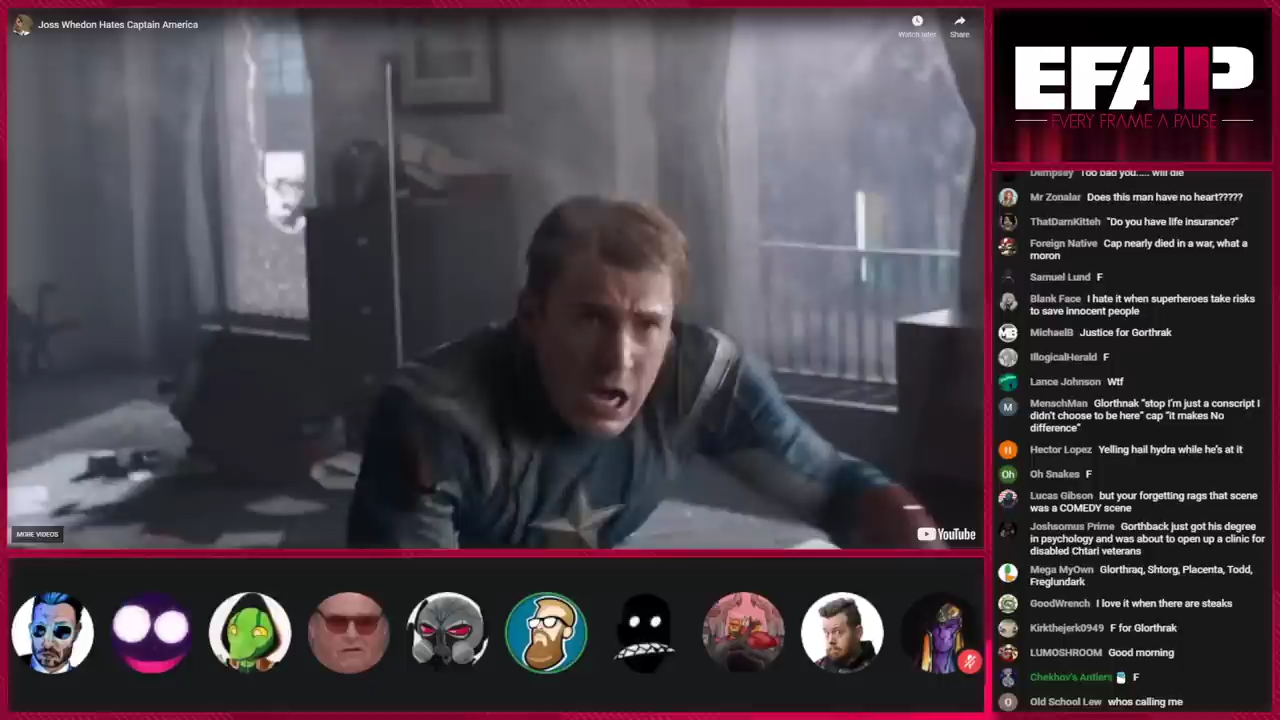 Joss Whedon Hates Captain America
Watch later
Share
MORE VIDEOS
YouTube
EFAP
EVERY FRAME A PAUSE
Dumpsay Too bad you..... will die
Mr Zonalar Does this man have no heart?????
ThatDarnKitteh "Do you have life insurance?"
Foreign Native Cap nearly died in a war, what a
moron
Samuel Lund F
Blank Face I hate it when superheroes take risks
to save innocent people
MichaelB Justice for Gorthrak
IllogicalHerald F
Lance Johnson Wtf
MenschMan Glorthnak “stop I’m just a conscript I
didn’t choose to be here” cap “it makes No
difference”
Hector Lopez Yelling hail hydra while he's at it
Oh Snakes F
Lucas Gibson but your forgetting rags that scene
was a COMEDY scene
Joshsomus Prime Gorthback just got his degree
in psychology and was about to open up a clinic for
disabled Chtari veterans
Mega MyOwn Glorthraq, Shtorg, Placenta, Todd,
Freglundark
GoodWrench I love it when there are steaks
Kirkthejerk0949 F for Glorthrak
LUMOSHROOM Good morning
Chekhov's Antlers F
Old School Lew whos calling me
MB
M
H
Oh
O